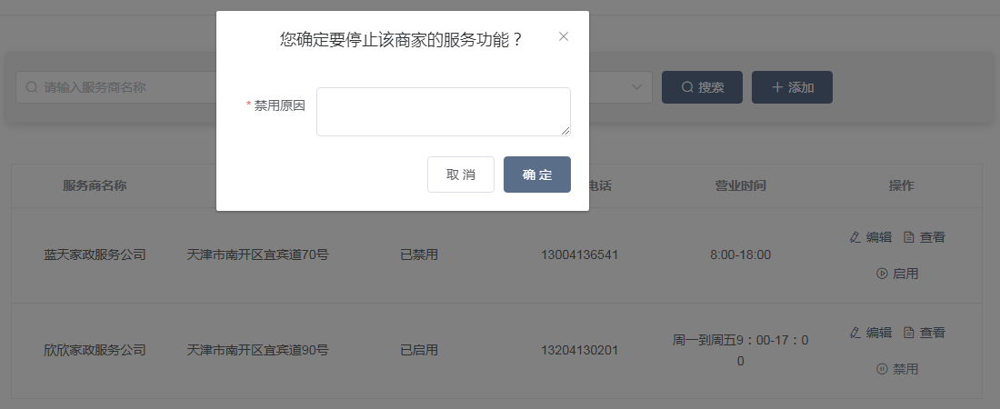 您确定要停止该商家的服务功能？
* 禁用原因
取 消
确 定
请输入服务商名称
搜索
添加
服务商名称
电话
营业时间
操作
蓝天家政服务公司
天津市南开区宜宾道70号
已禁用
13004136541
8:00-18:00
编辑
查看
启用
欣欣家政服务公司
天津市南开区宜宾道90号
已启用
13204130201
周一到周五9：00-17：0
0
编辑
查看
禁用